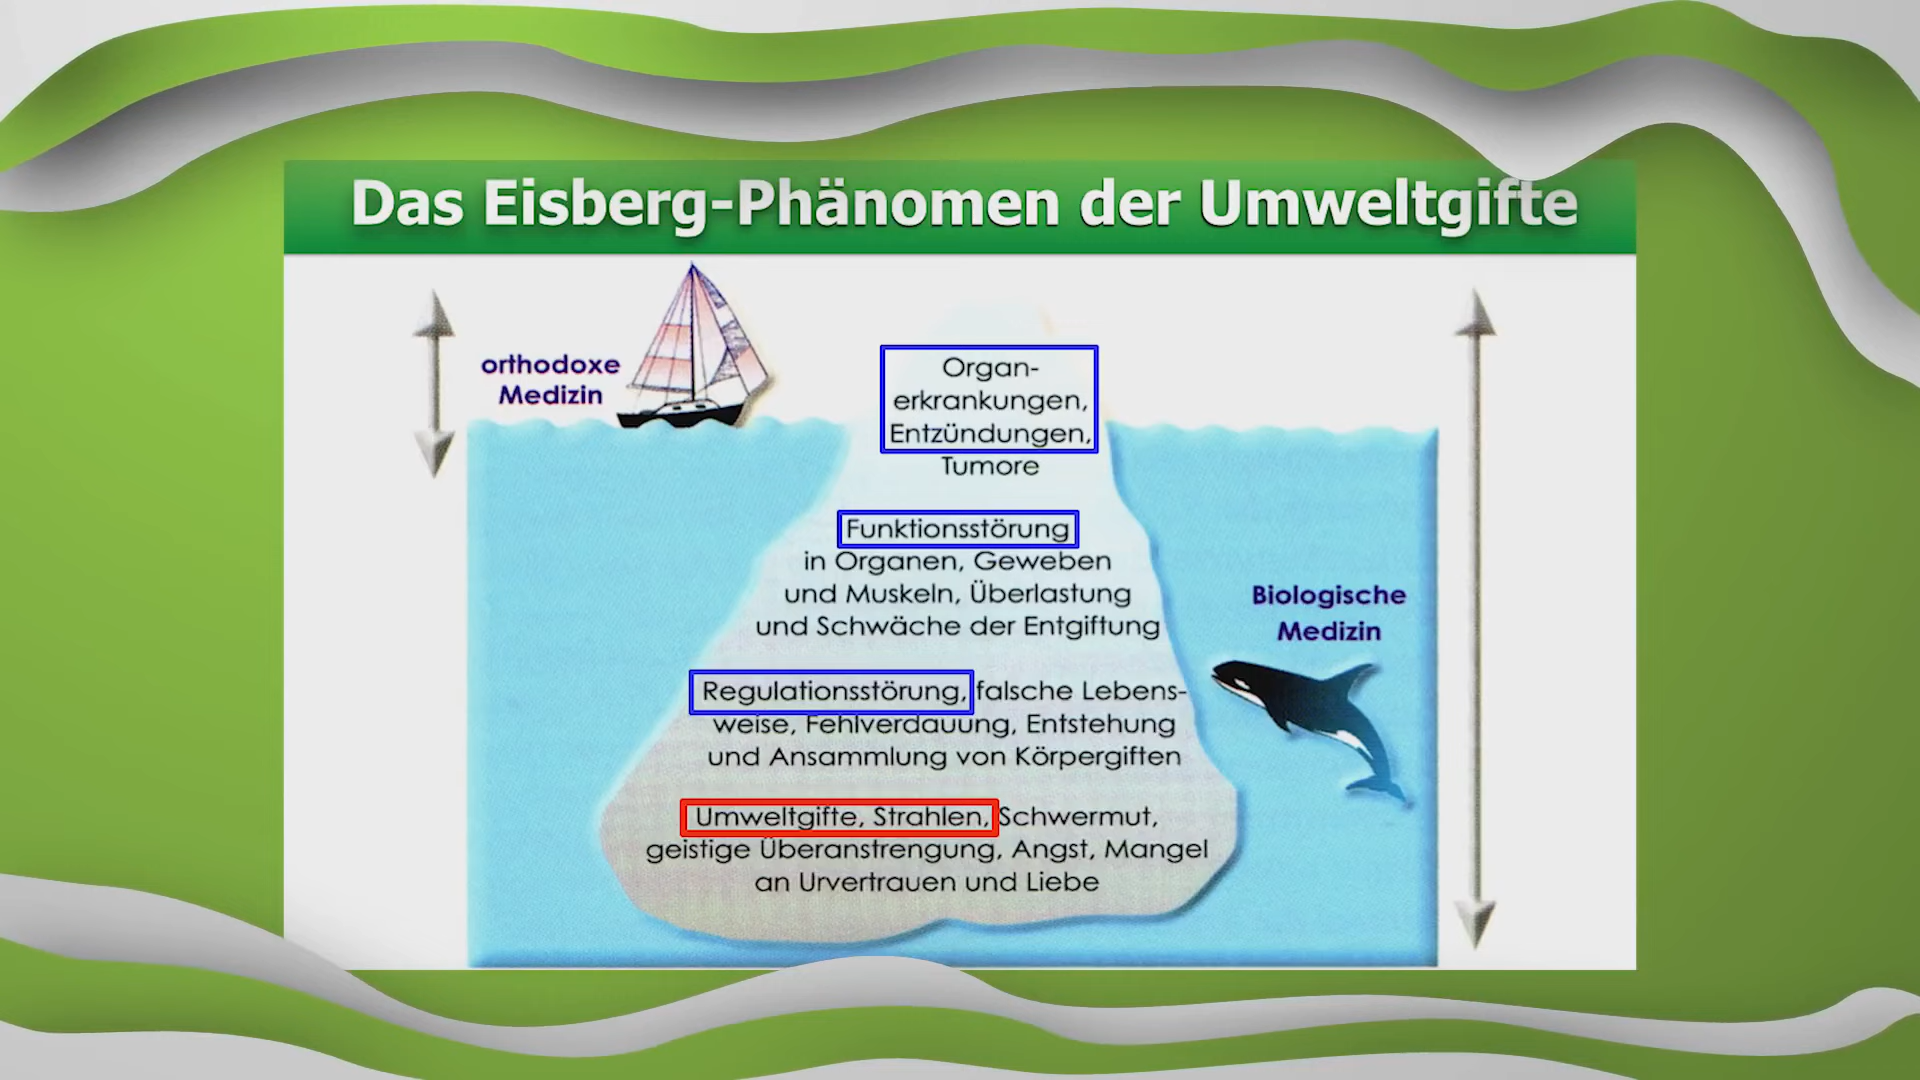 Das Eisberg-Phänomen der Umweltgifte
orthodoxe
Medizin
Organ-
erkrankungen,
Entzündungen,
Tumore
Funktionsstörung
in Organen, Geweben
und Muskeln, Überlastung
und Schwäche der Entgiftung
Biologische
Medizin
Regulationsstörung, falsche Lebens-
weise, Fehlverdauung, Entstehung
und Ansammlung von Körpergiften
Umweltgifte, Strahlen, Schwermut,
geistige Überanstrengung, Angst, Mangel
an Urvertrauen und Liebe